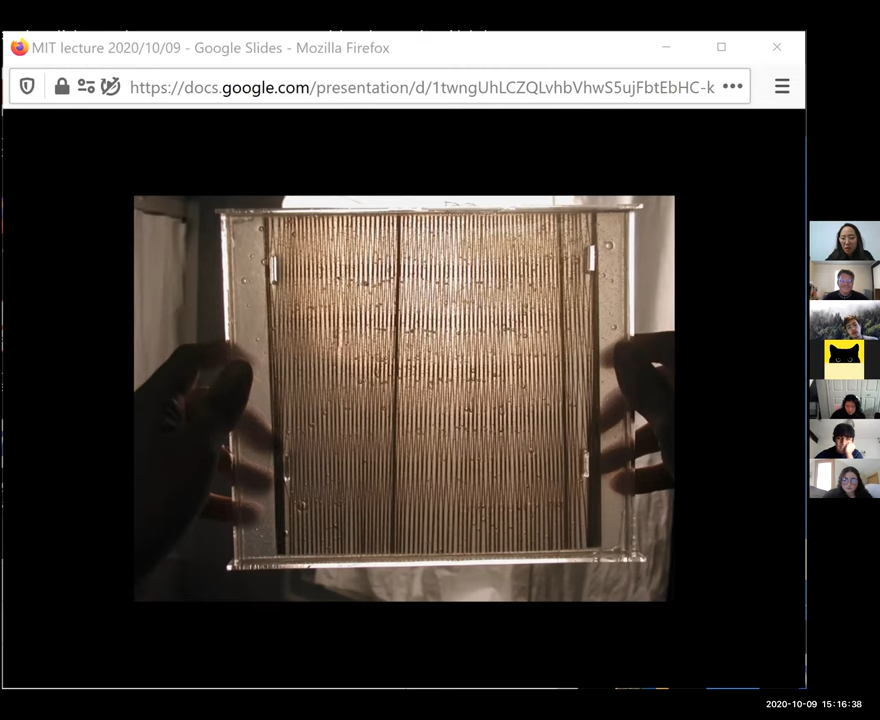 MIT lecture 2020/10/09 - Google Slides - Mozilla Firefox
https://docs.google.com/presentation/d/1twngUhLCZQLvhbVhwS5ujFbtEbHC-k
2020-10-09 15:16:38